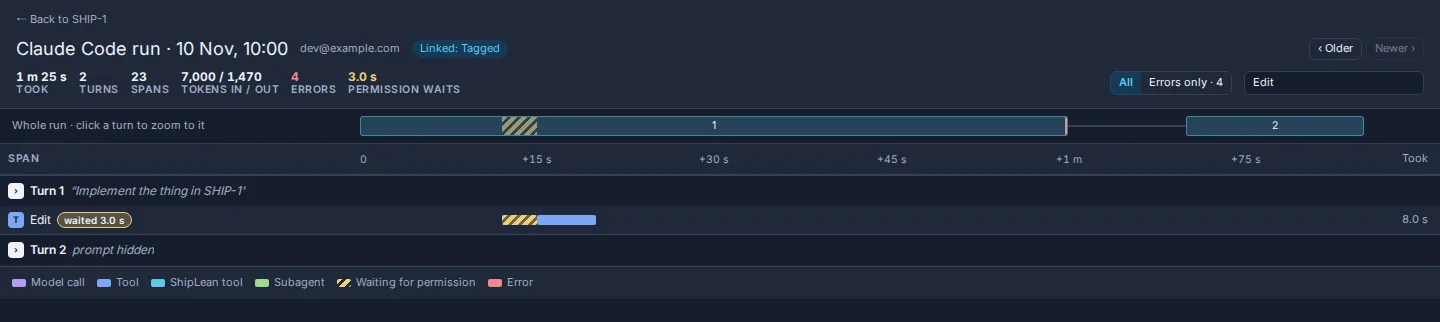 ← Back to SHIP-1
Claude Code run · 10 Nov, 10:00 dev@example.com Linked: Tagged ‹ Older Newer ›
1 m 25 s 2 23 7,000 / 1,470 4 3.0 s
TOOK TURNS SPANS TOKENS IN / OUT ERRORS PERMISSION WAITS
All Errors only · 4 Edit
Whole run · click a turn to zoom to it 1 2
SPAN 0 +15 s +30 s +45 s +1 m +75 s Took
› Turn 1 “Implement the thing in SHIP-1”
T Edit waited 3.0 s 8.0 s
› Turn 2 prompt hidden
Model call Tool ShipLean tool Subagent Waiting for permission Error